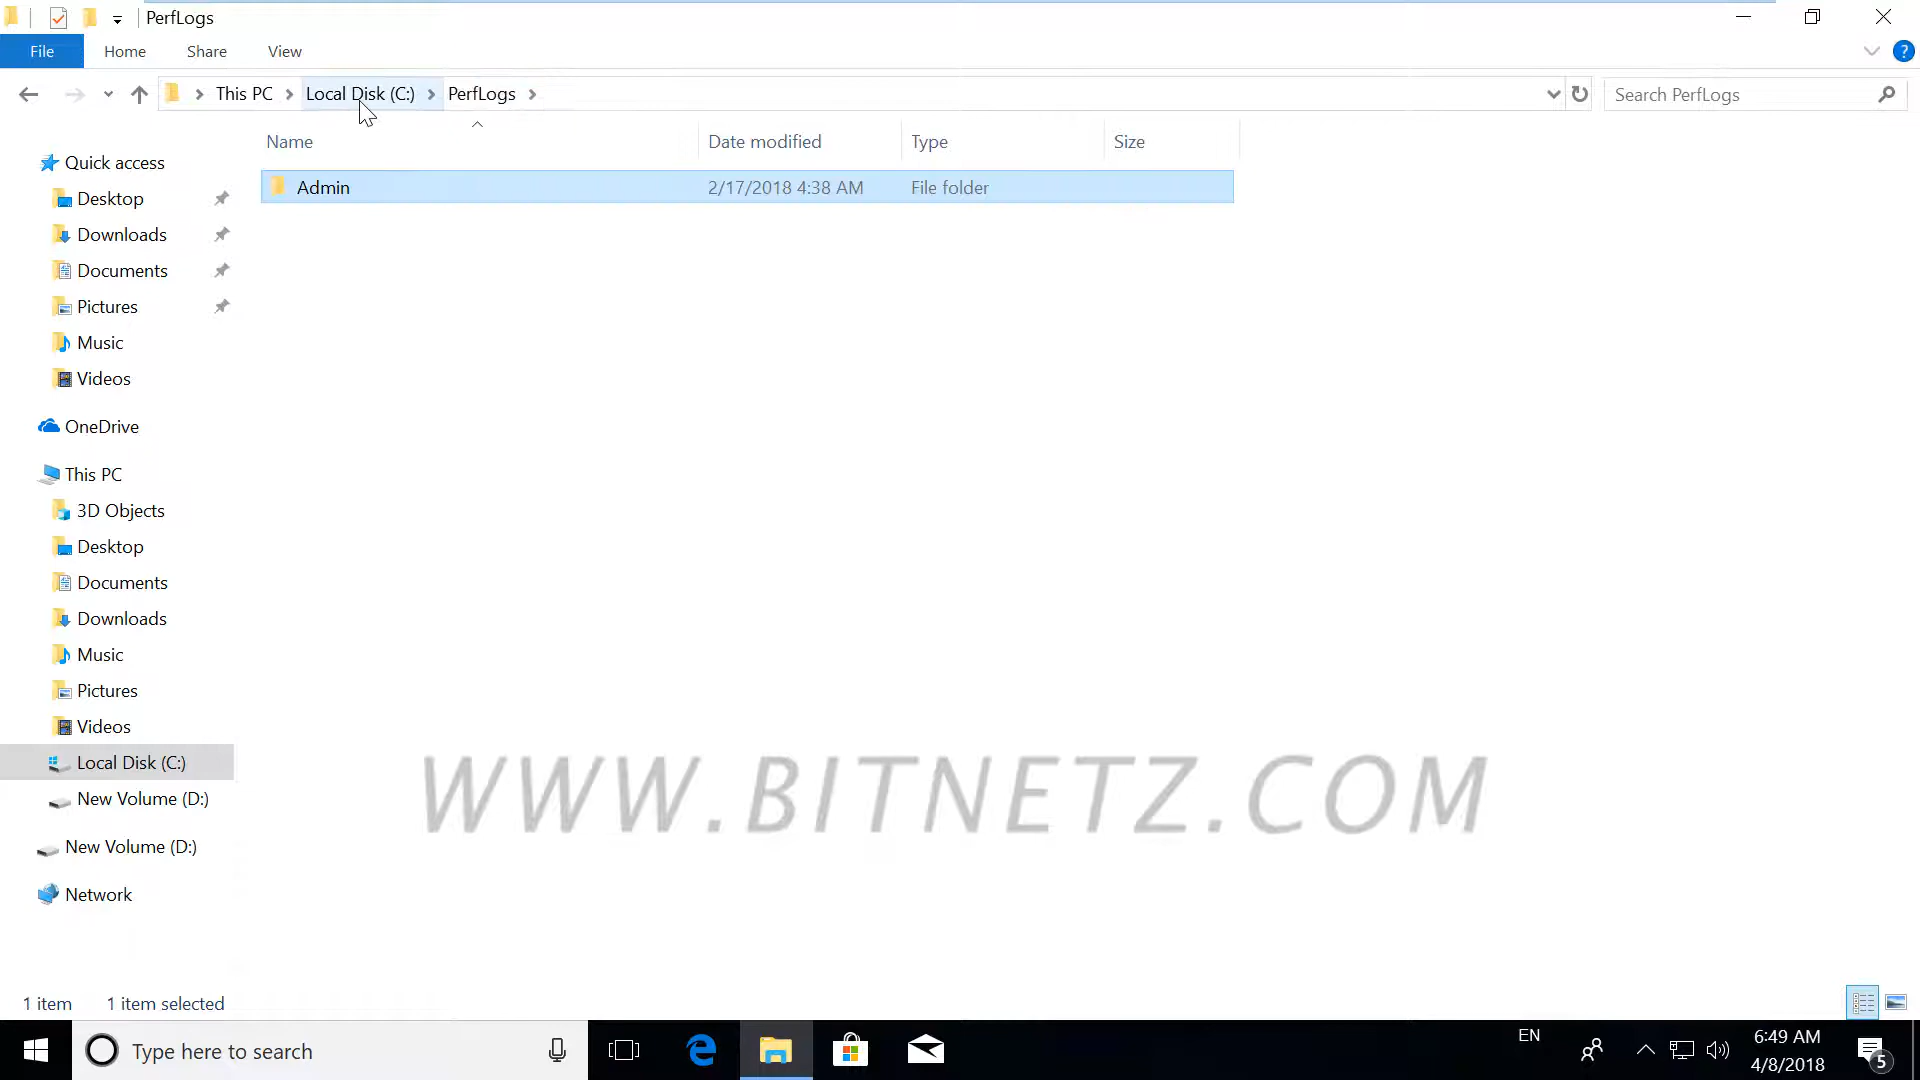 PerfLogs
File Home Share View
This PC Local Disk (C:) PerfLogs
Search PerfLogs
Name Date modified Type Size
Admin 2/17/2018 4:38 AM File folder
Quick access
Desktop
Downloads
Documents
Pictures
Music
Videos
OneDrive
This PC
3D Objects
Desktop
Documents
Downloads
Music
Pictures
Videos
Local Disk (C:)
New Volume (D:)
New Volume (D:)
Network
WWW.BITNETZ.COM
1 item 1 item selected
Type here to search
EN
6:49 AM
4/8/2018
5